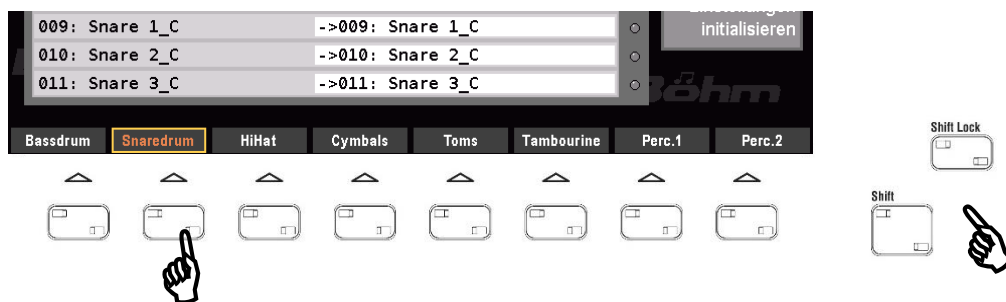 Einstellungen
initialisieren
009: Snare 1_C ->009: Snare 1_C
010: Snare 2_C ->010: Snare 2_C
011: Snare 3_C ->011: Snare 3_C
Böhm
Bassdrum Snaredrum HiHat Cymbals Toms Tambourine Perc.1 Perc.2
Shift Lock
Shift